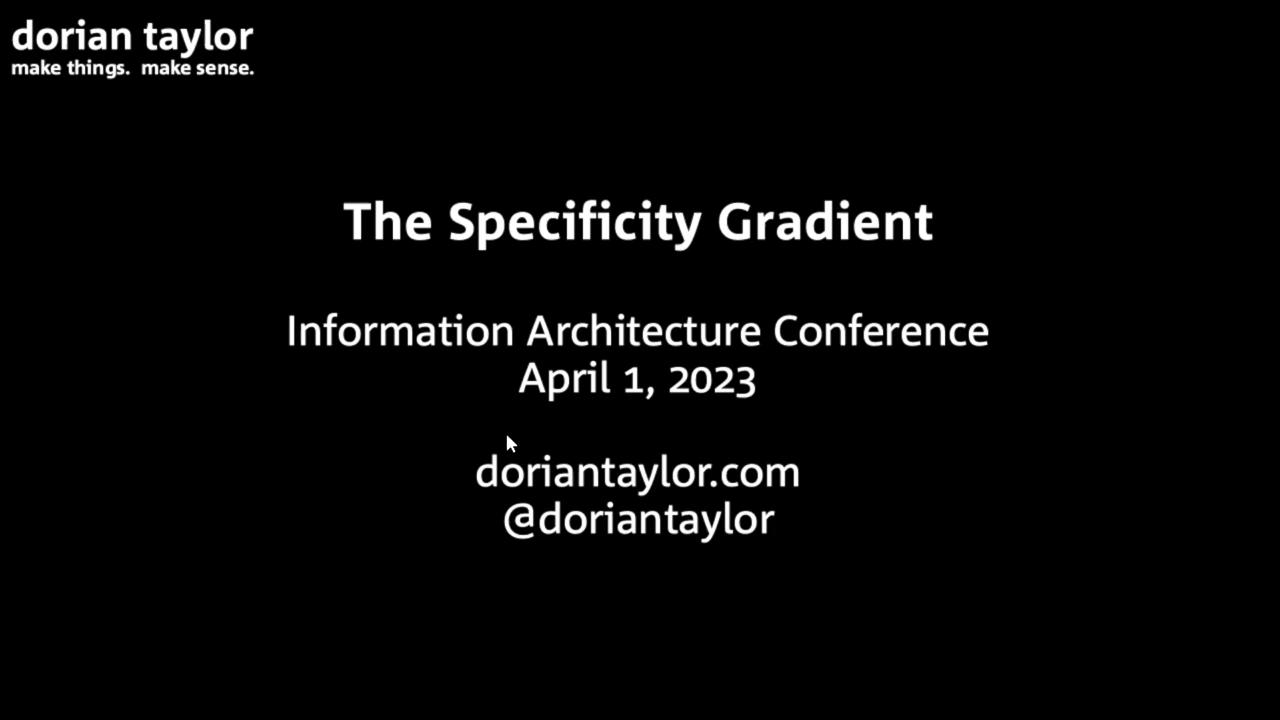 dorian taylor
make things. make sense.
The Specificity Gradient
Information Architecture Conference
April 1, 2023
doriantaylor.com
@doriantaylor